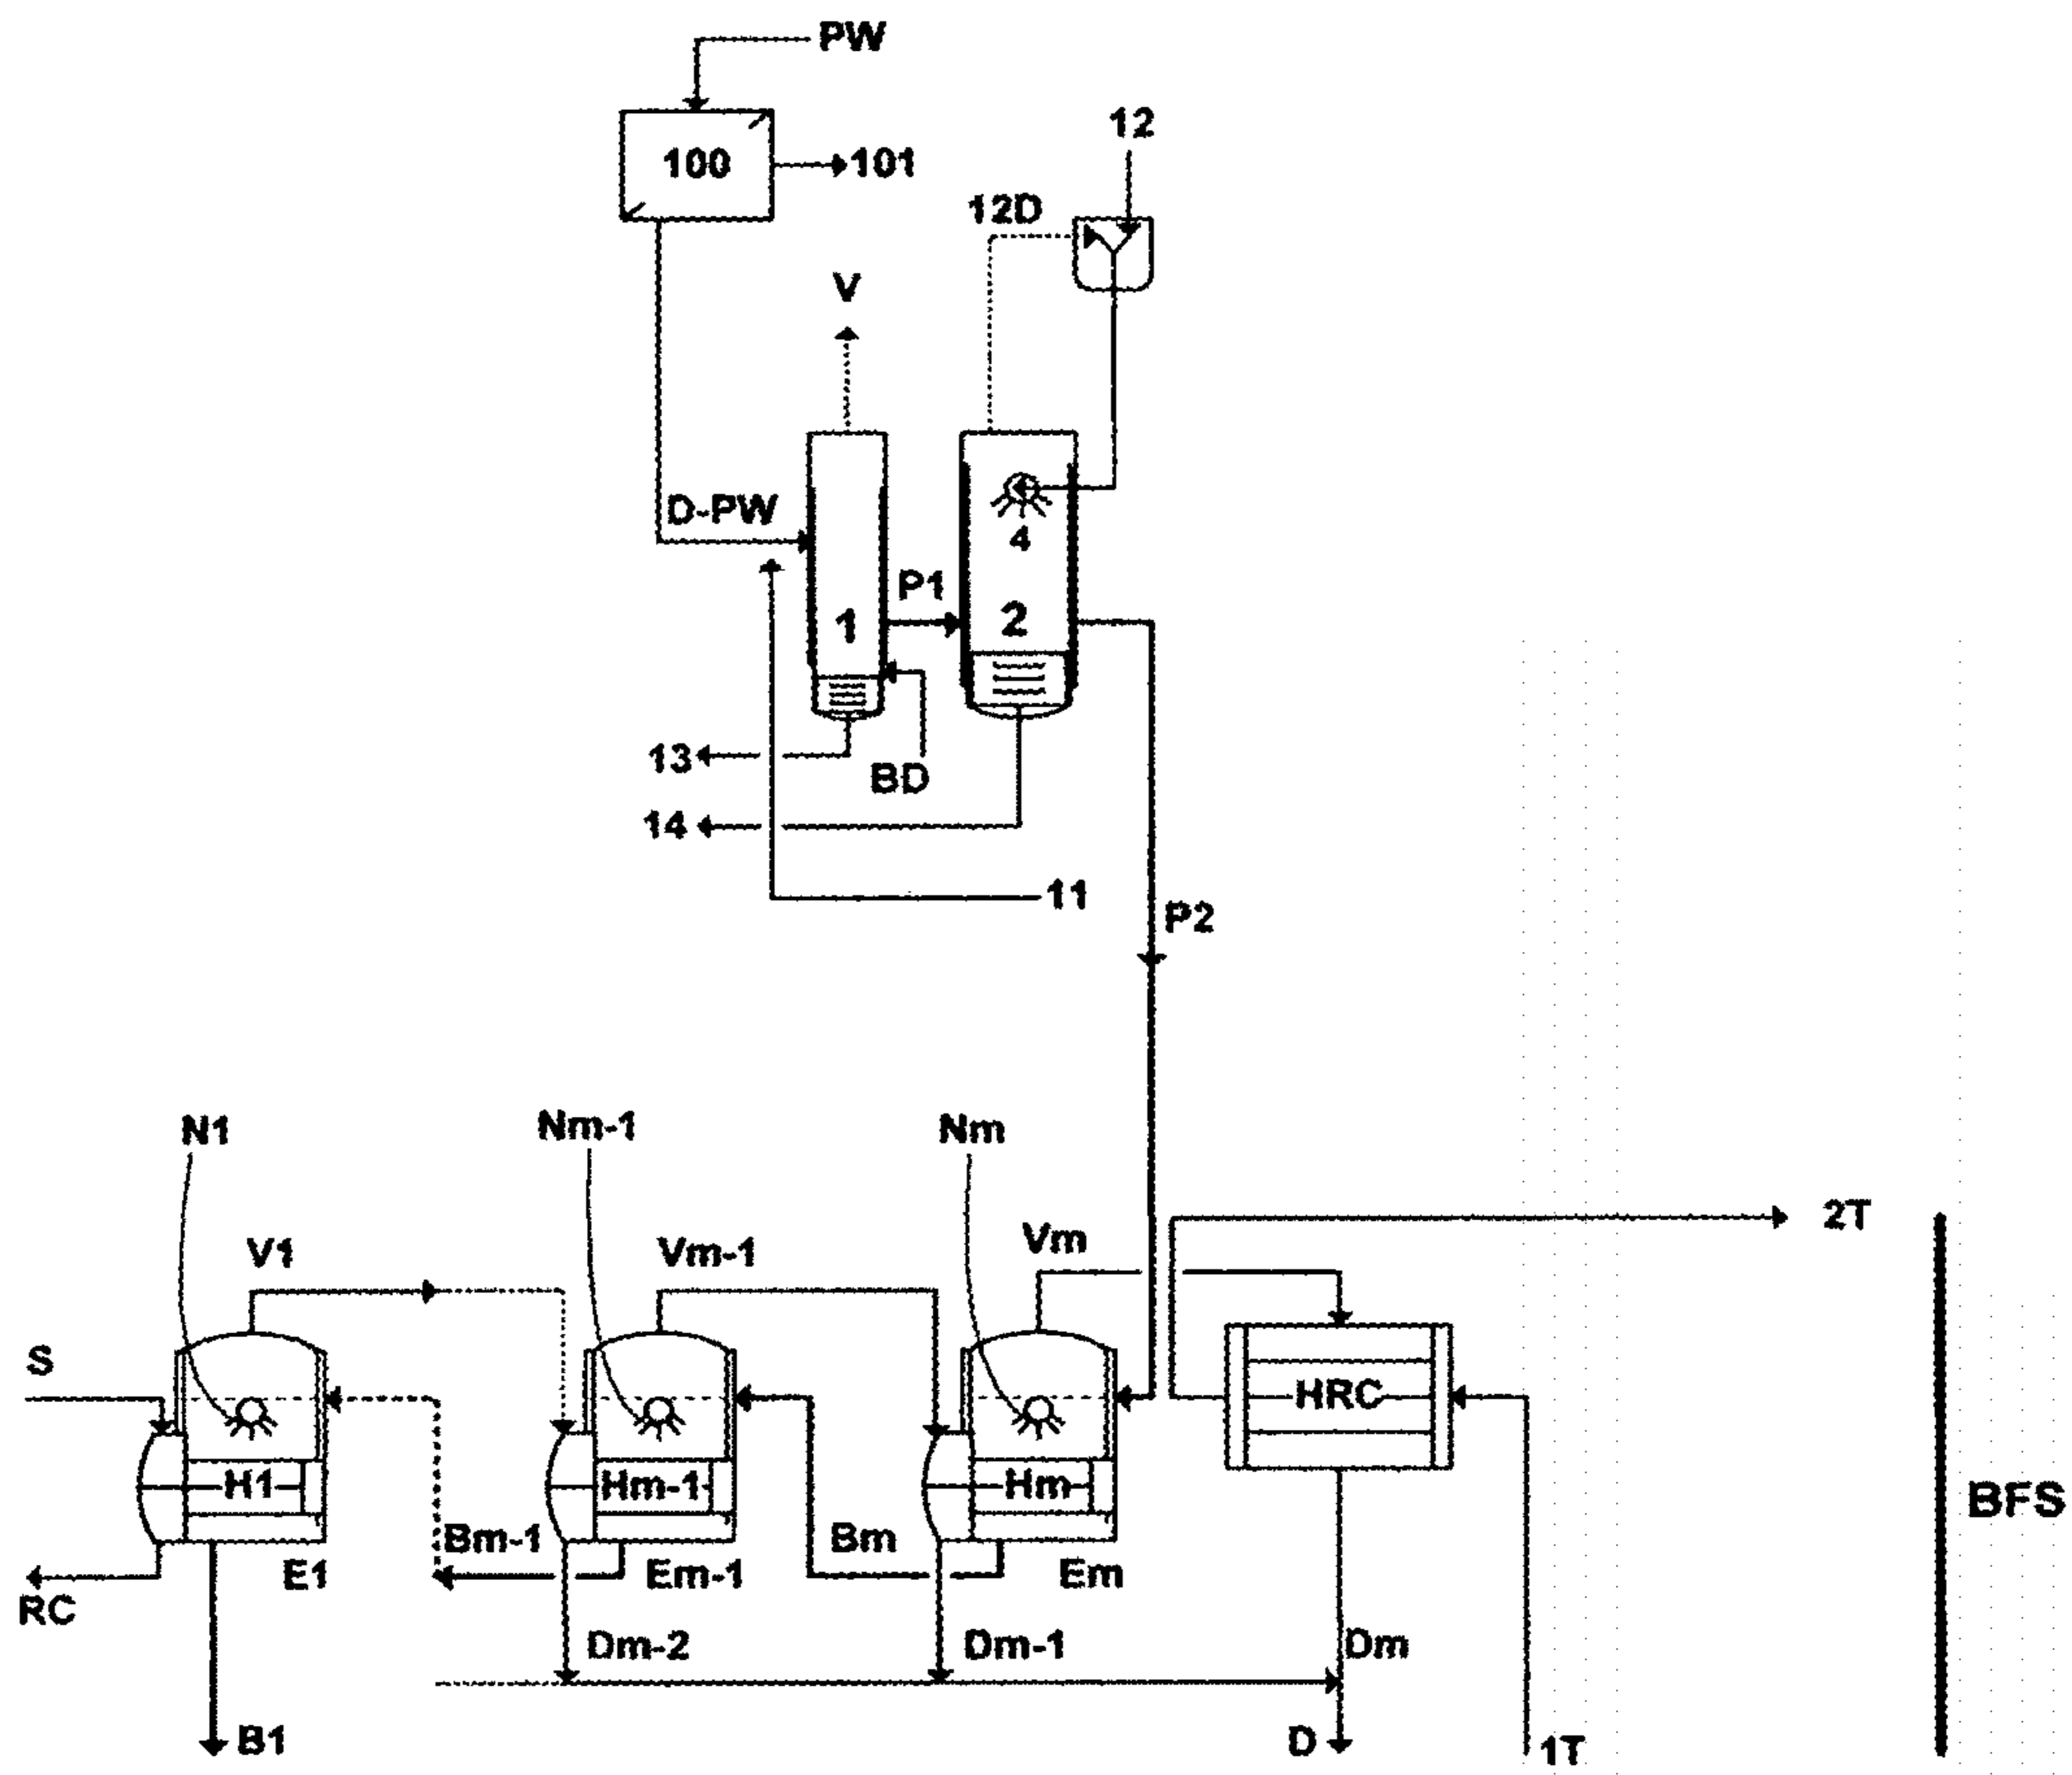 PW
100
101
12
12D
V
D-PW
4
P1
1
2
13
BD
14
11
P2
N1
Nm-1
Nm
2T
V1
Vm-1
Vm
S
HRC
H1
Hm-1
Hm
BFS
Bm-1
Bm
E1
Em-1
Em
RC
Dm-2
Dm-1
Dm
B1
D
1T